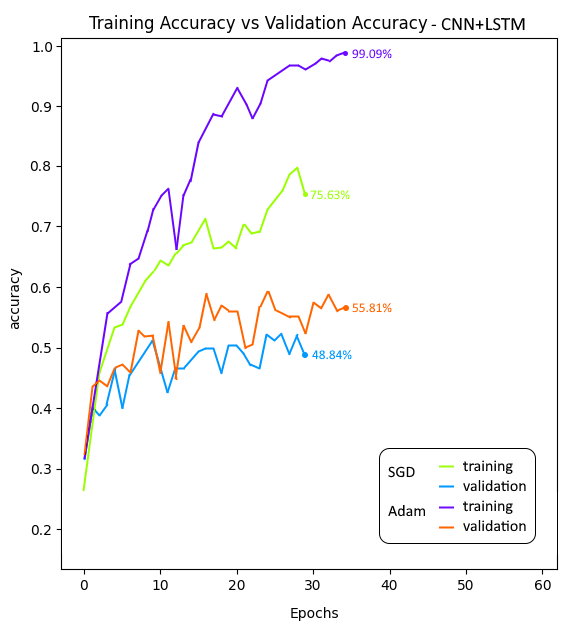 Training Accuracy vs Validation Accuracy - CNN+LSTM
1.0
0.9
0.8
0.7
0.6
0.5
0.4
0.3
0.2
accuracy
99.09%
75.63%
55.81%
48.84%
SGD
training
validation
Adam
training
validation
0 10 20 30 40 50 60
Epochs